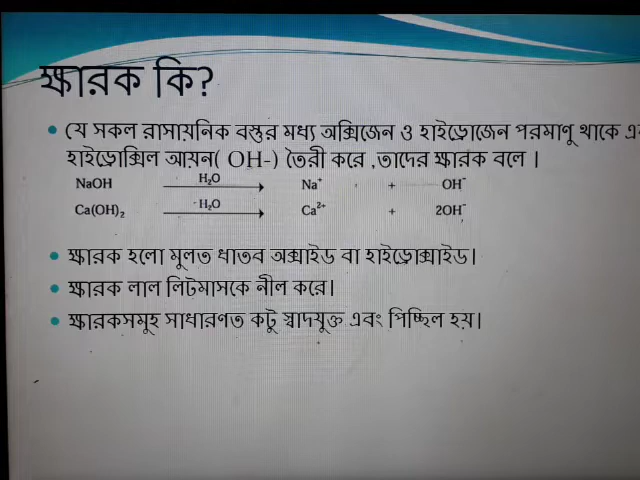 ক্ষারক কি?
• যে সকল রাসায়নিক বস্তুর মধ্য অক্সিজেন ও হাইড্রোজেন পরমাণু থাকে
হাইড্রোক্সিল আয়ন( OH-) তৈরী করে ,তাদের ক্ষারক বলে ।
NaOH H₂O Na⁺ + OH⁻
Ca(OH)₂ H₂O Ca²⁺ + 2OH⁻
• ক্ষারক হলো মুলত ধাতব অক্সাইড বা হাইড্রোক্সাইড।
• ক্ষারক লাল লিটমাসকে নীল করে।
• ক্ষারকসমূহ সাধারণত কটু স্বাদযুক্ত এবং পিচ্ছিল হয়।